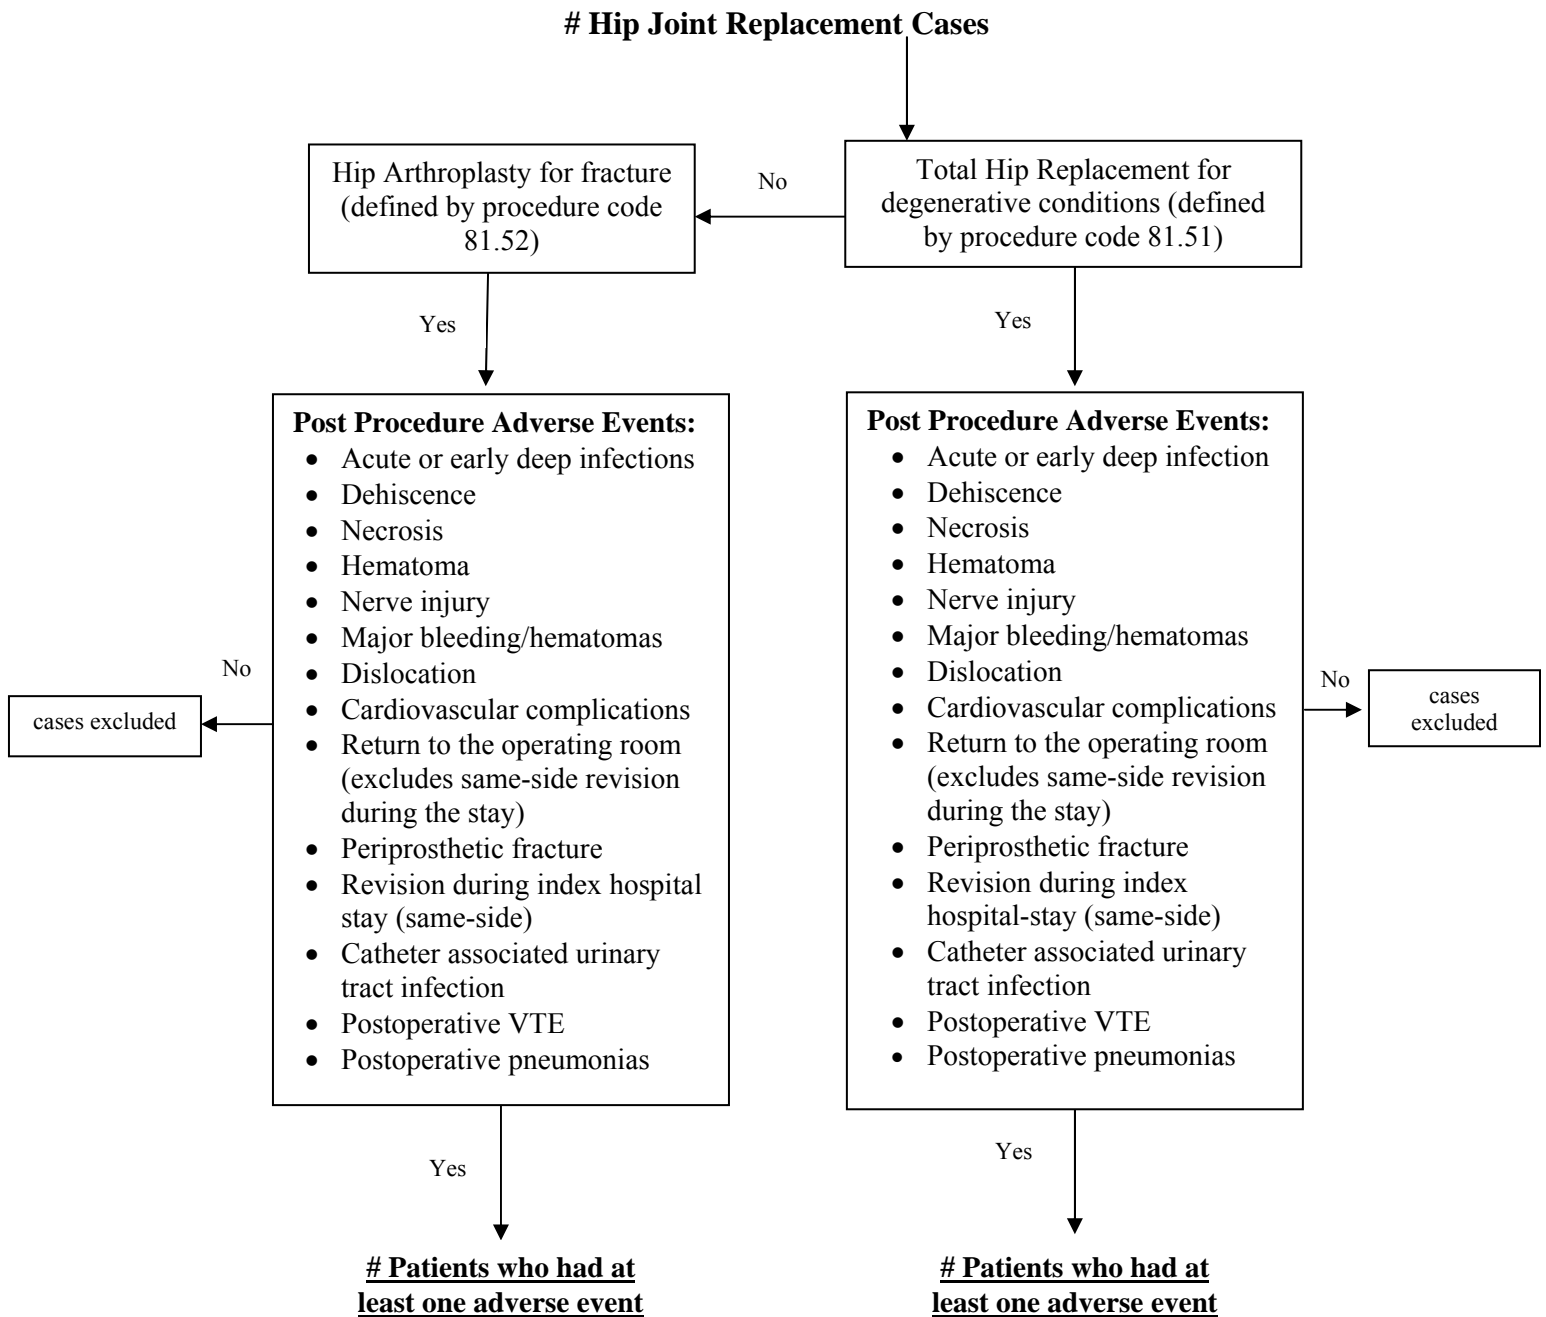 # Hip Joint Replacement Cases
Hip Arthroplasty for fracture
(defined by procedure code
81.52)
No
Total Hip Replacement for
degenerative conditions (defined
by procedure code 81.51)
Yes
Yes
Post Procedure Adverse Events:
• Acute or early deep infections
• Dehiscence
• Necrosis
• Hematoma
• Nerve injury
• Major bleeding/hematomas
• Dislocation
• Cardiovascular complications
• Return to the operating room
(excludes same-side revision
during the stay)
• Periprosthetic fracture
• Revision during index hospital
stay (same-side)
• Catheter associated urinary
tract infection
• Postoperative VTE
• Postoperative pneumonias
No
cases excluded
Post Procedure Adverse Events:
• Acute or early deep infection
• Dehiscence
• Necrosis
• Hematoma
• Nerve injury
• Major bleeding/hematomas
• Dislocation
• Cardiovascular complications
• Return to the operating room
(excludes same-side revision
during the stay)
• Periprosthetic fracture
• Revision during index
hospital-stay (same-side)
• Catheter associated urinary
tract infection
• Postoperative VTE
• Postoperative pneumonias
No
cases
excluded
Yes
Yes
# Patients who had at
least one adverse event
# Patients who had at
least one adverse event